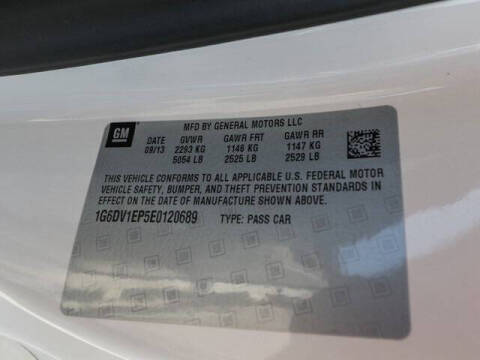 GM
MFD BY GENERAL MOTORS LLC
DATE GVWR GAWR FRT GAWR RR
09/13 2293 KG 1146 KG 1147 KG
5054 LB 2525 LB 2529 LB
THIS VEHICLE CONFORMS TO ALL APPLICABLE U.S. FEDERAL MOTOR
VEHICLE SAFETY, BUMPER, AND THEFT PREVENTION STANDARDS IN
EFFECT ON THE DATE OF MANUFACTURE SHOWN ABOVE.
1G6DV1EP5E0120689 TYPE: PASS CAR